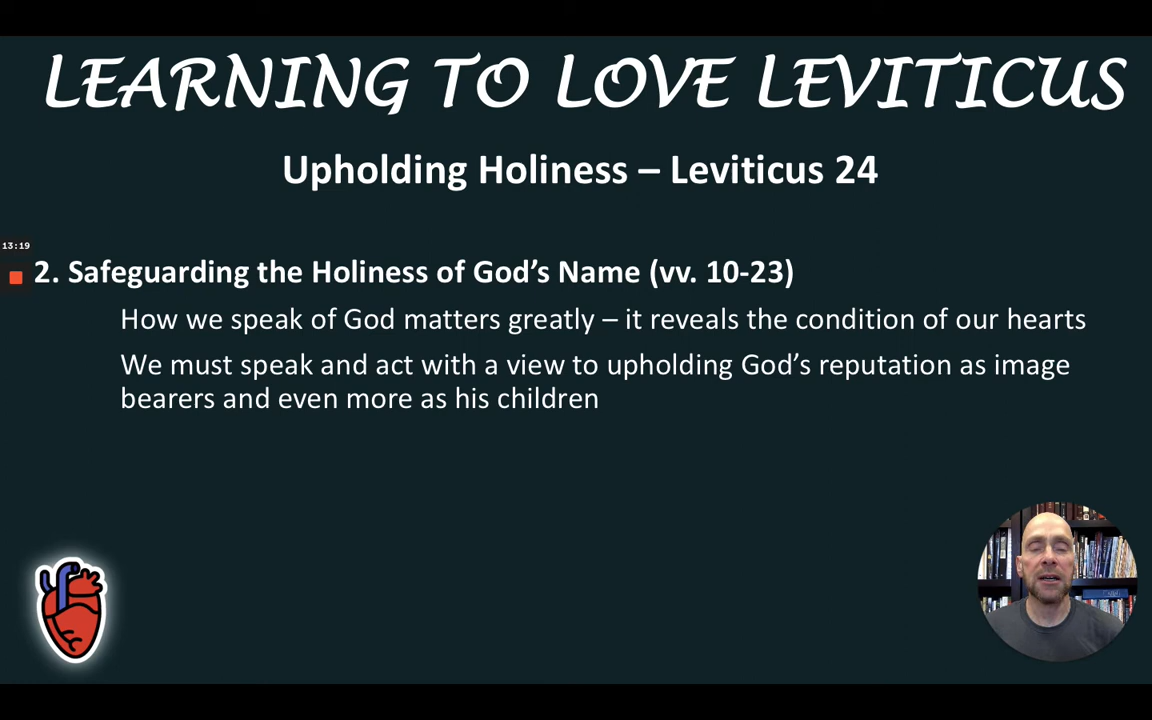 LEARNING TO LOVE LEVITICUS
Upholding Holiness – Leviticus 24
13:19
2. Safeguarding the Holiness of God’s Name (vv. 10-23)
How we speak of God matters greatly – it reveals the condition of our hearts
We must speak and act with a view to upholding God’s reputation as image
bearers and even more as his children